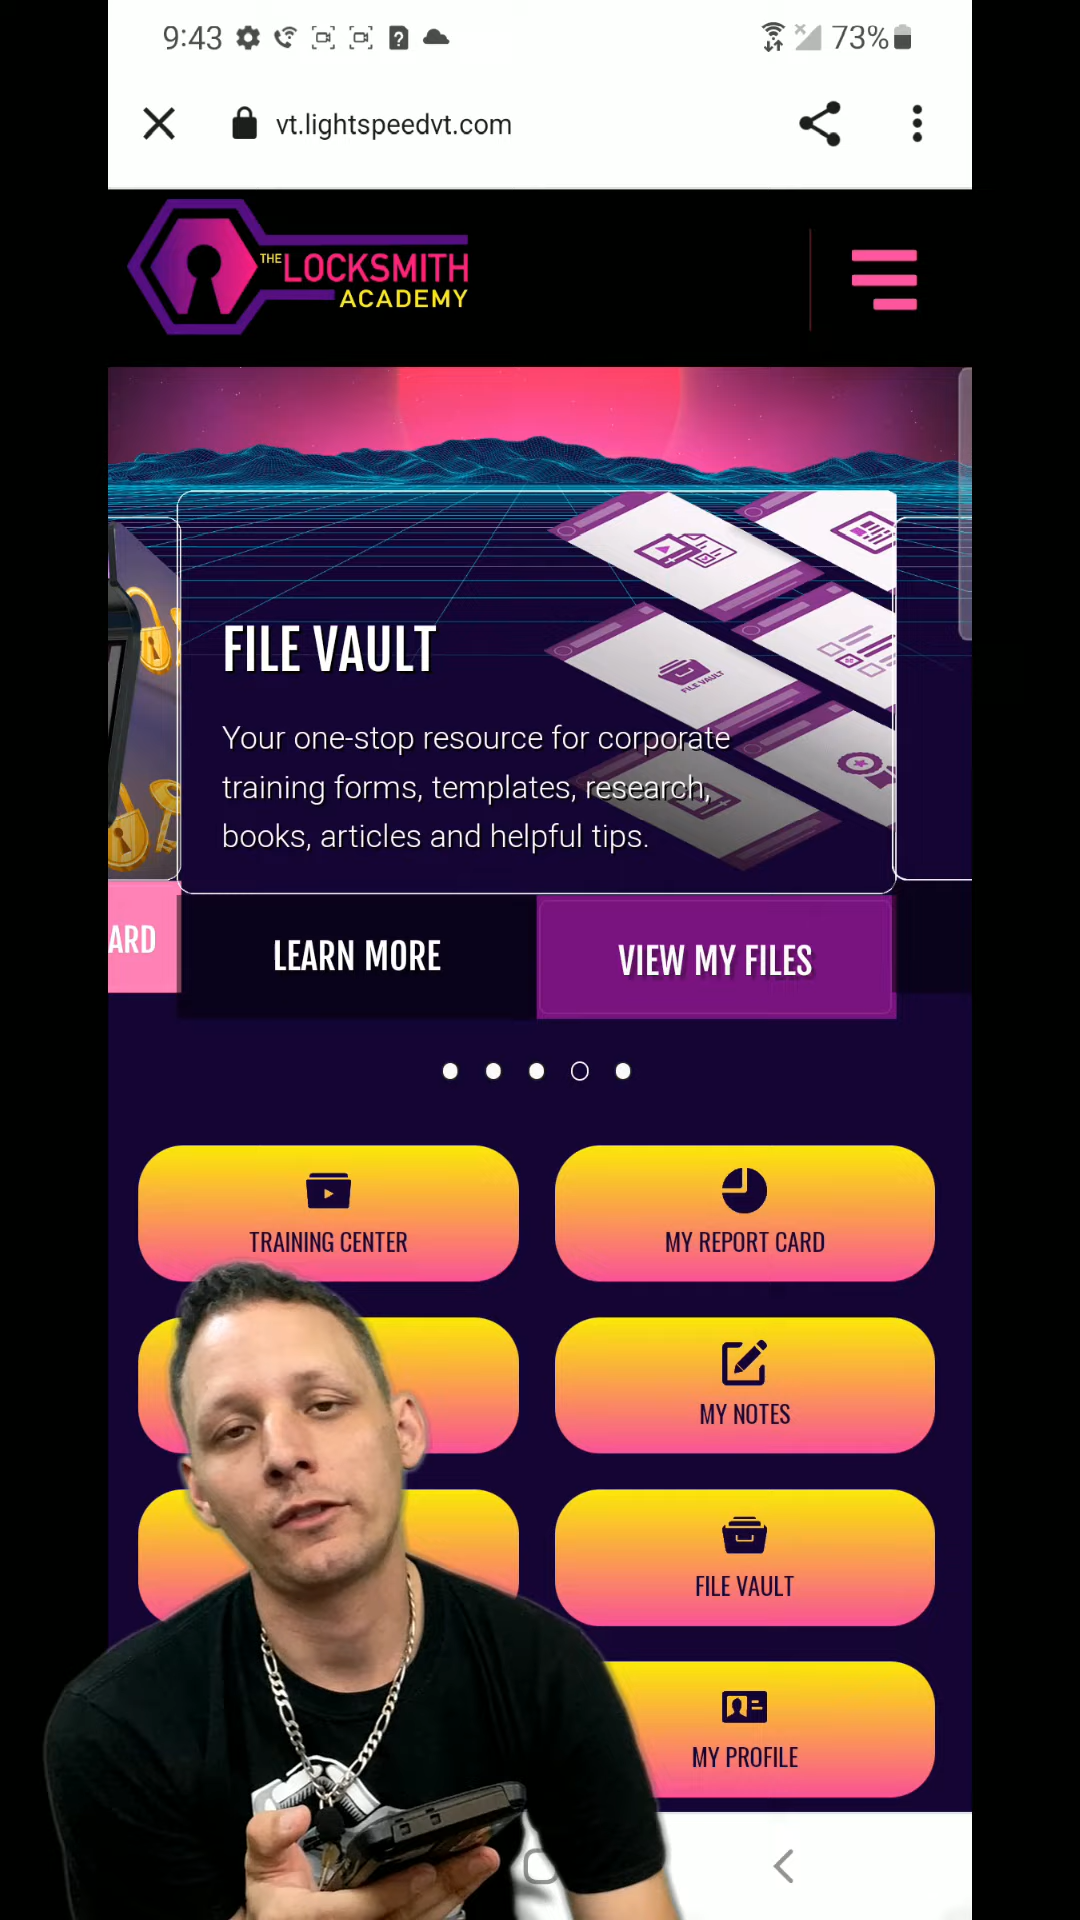 9:43
73%
vt.lightspeedvt.com
THE LOCKSMITH
ACADEMY
FILE VAULT
FILE VAULT
Your one-stop resource for corporate
training forms, templates, research,
books, articles and helpful tips.
ARD
LEARN MORE
VIEW MY FILES
TRAINING CENTER
MY REPORT CARD
MY NOTES
FILE VAULT
MY PROFILE